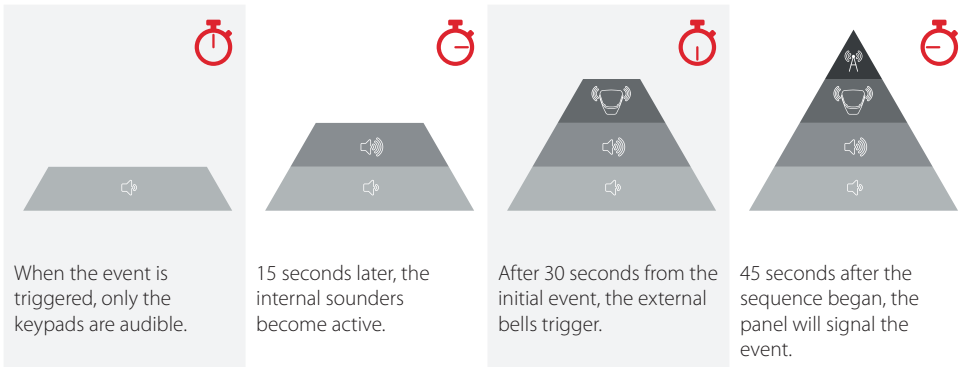 When the event is
triggered, only the
keypads are audible.
15 seconds later, the
internal sounders
become active.
After 30 seconds from the
initial event, the external
bells trigger.
45 seconds after the
sequence began, the
panel will signal the
event.